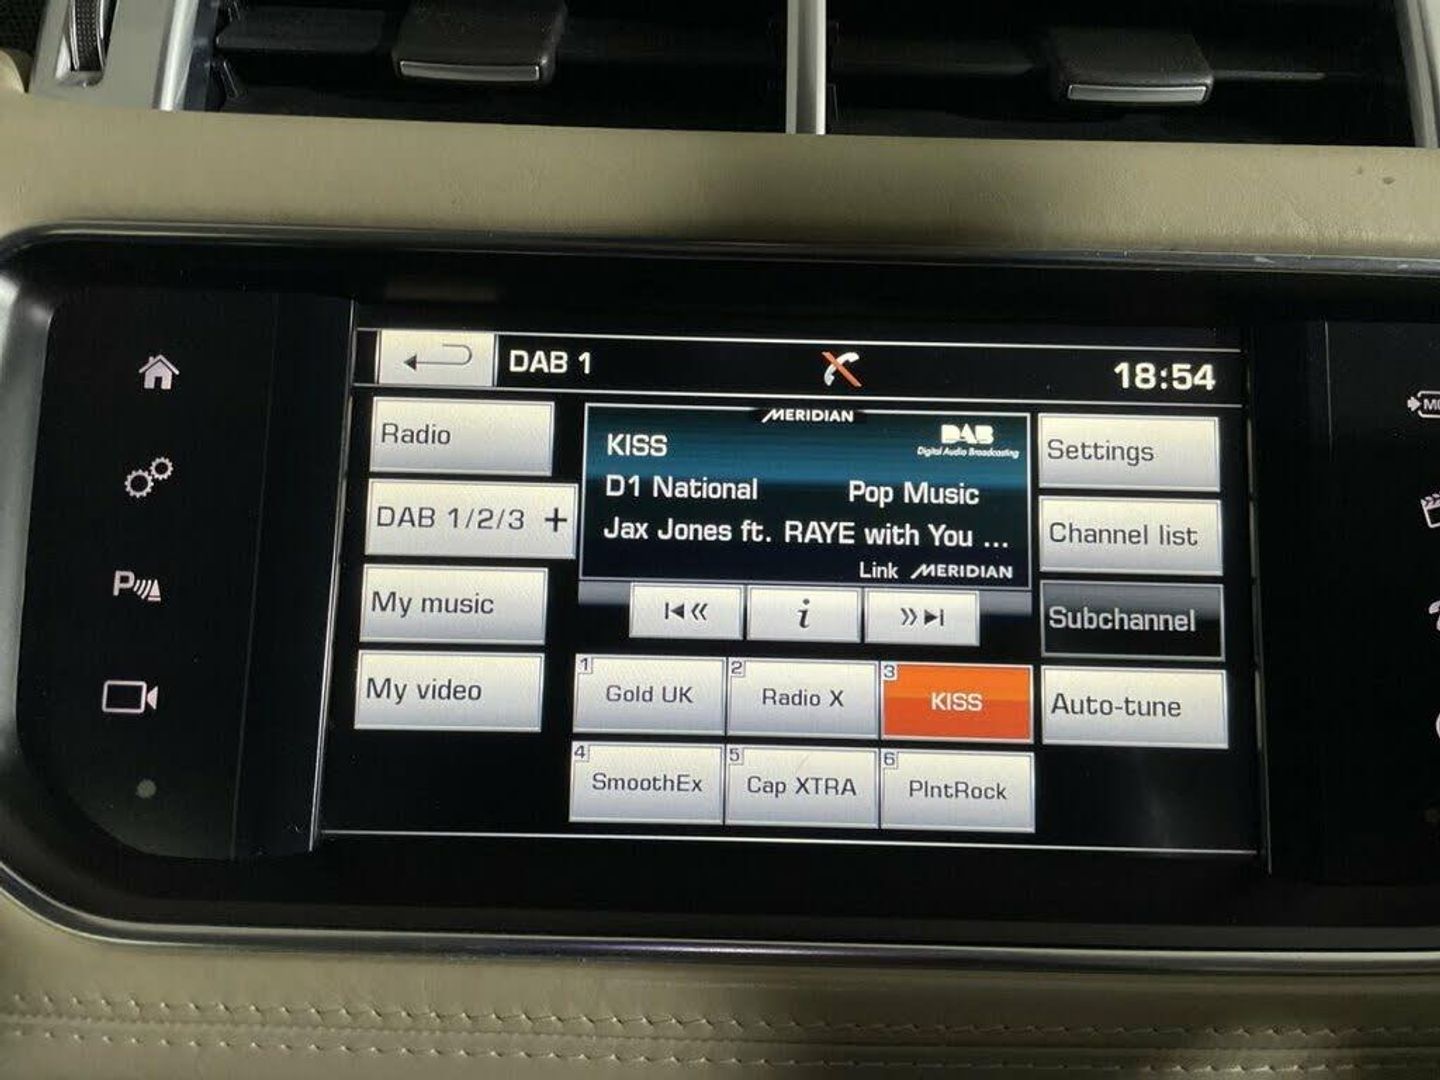 DAB 1
18:54
Radio
DAB 1/2/3 +
My music
My video
MERIDIAN
KISS
DAB
Digital Audio Broadcasting
D1 National
Pop Music
Jax Jones ft. RAYE with You ...
Link MERIDIAN
i
1
Gold UK
2
Radio X
3
KISS
4
SmoothEx
5
Cap XTRA
6
PlntRock
Settings
Channel list
Subchannel
Auto-tune
P